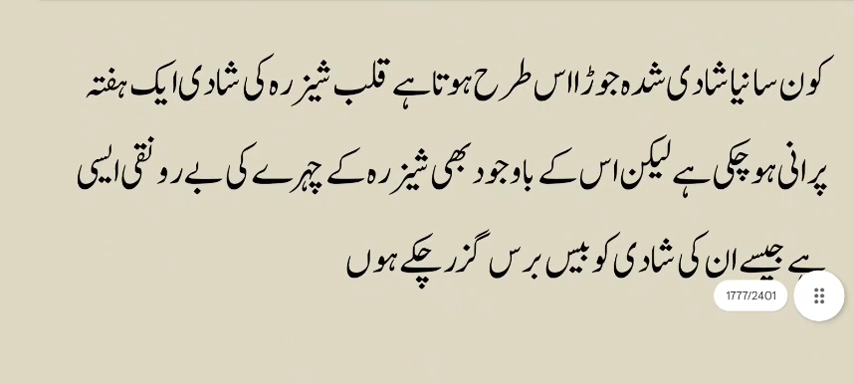 کون سا نیا شادی شدہ جوڑا اس طرح ہوتا ہے قلب شیزرہ کی شادی ایک ہفتہ
پرانی ہو چکی ہے لیکن اس کے باوجود بھی شیزرہ کے چہرے کی بے رونقی ایسی
ہے جیسے ان کی شادی کو بیس برس گزر چکے ہوں
1777/2401